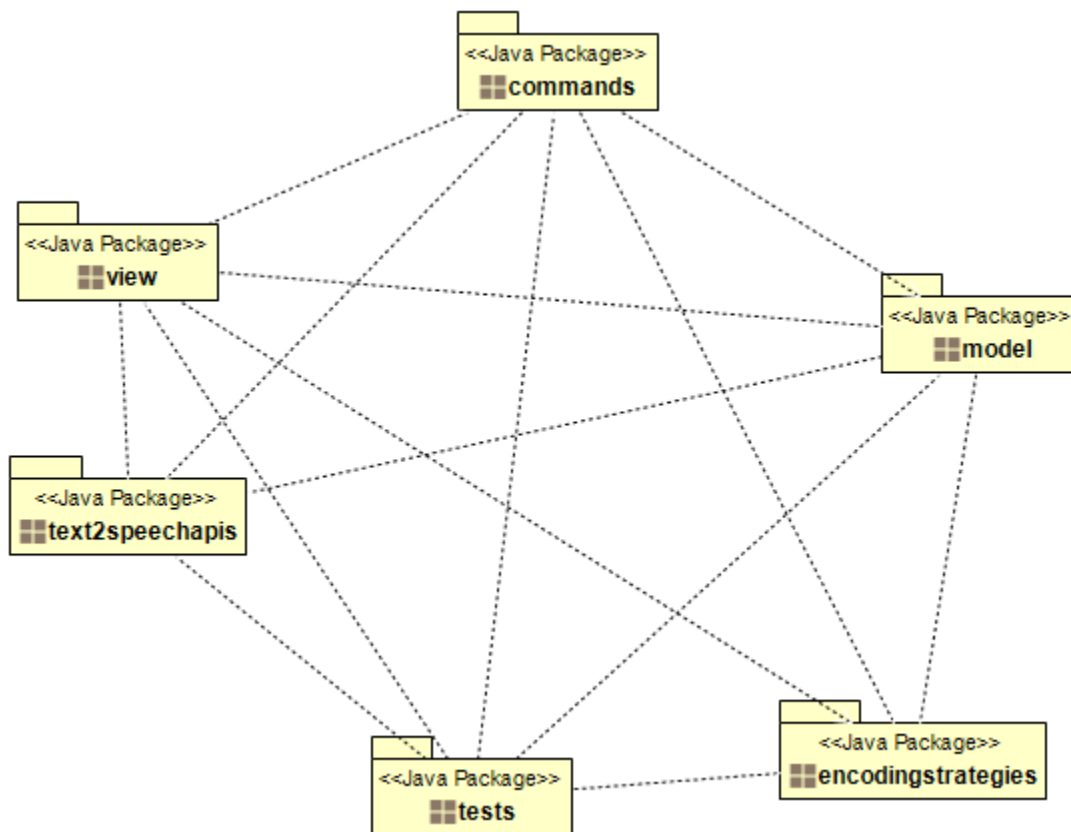 <<Java Package>>
commands
<<Java Package>>
view
<<Java Package>>
model
<<Java Package>>
text2speechapis
<<Java Package>>
encodingstrategies
<<Java Package>>
tests